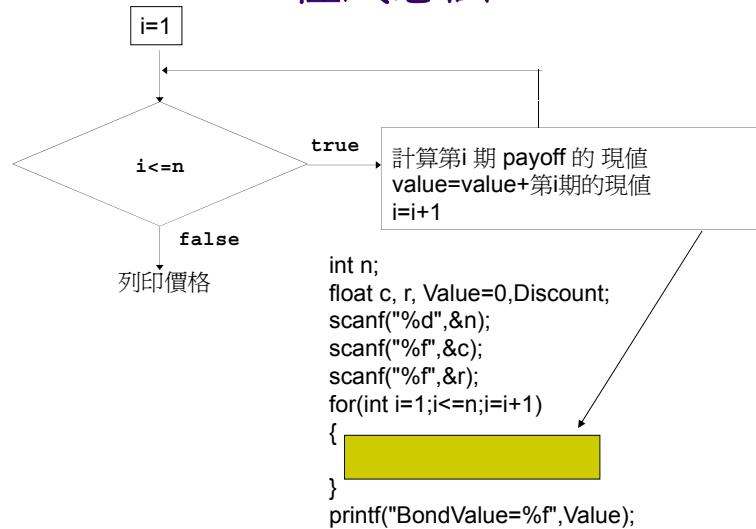 i=1
i<=n
true
計算第i 期 payoff 的 現值
value=value+第i期的現值
i=i+1
false
列印價格
int n;
float c, r, Value=0,Discount;
scanf("%d",&n);
scanf("%f",&c);
scanf("%f",&r);
for(int i=1;i<=n;i=i+1)
{
}
printf("BondValue=%f",Value);